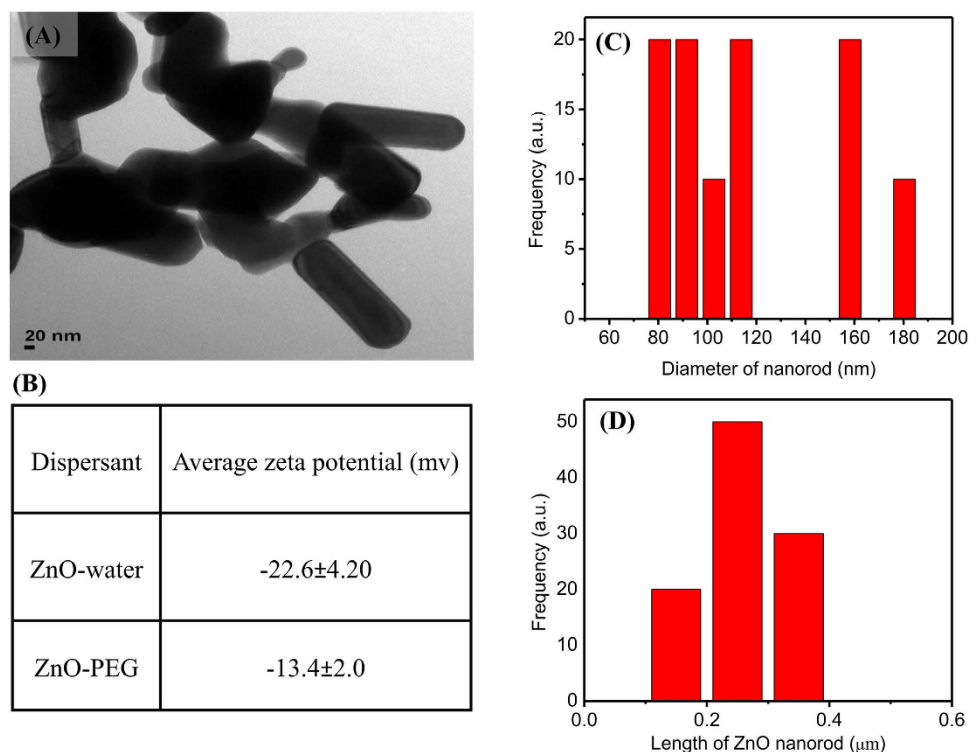 (A)
20 nm
(B)
Dispersant Average zeta potential (mv)
ZnO-water -22.6±4.20
ZnO-PEG -13.4±2.0
(C)
20
15
10
5
0
Frequency (a.u.)
60 80 100 120 140 160 180 200
Diameter of nanorod (nm)
(D)
50
40
30
20
10
0
Frequency (a.u.)
0.0 0.2 0.4 0.6
Length of ZnO nanorod (μm)